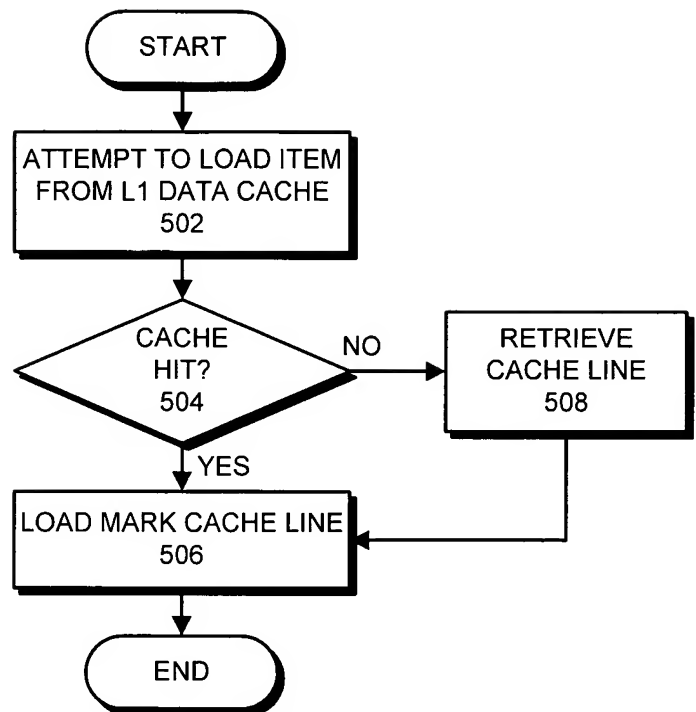 START
ATTEMPT TO LOAD ITEM
FROM L1 DATA CACHE
502
CACHE
HIT?
504
NO
RETRIEVE
CACHE LINE
508
YES
LOAD MARK CACHE LINE
506
END